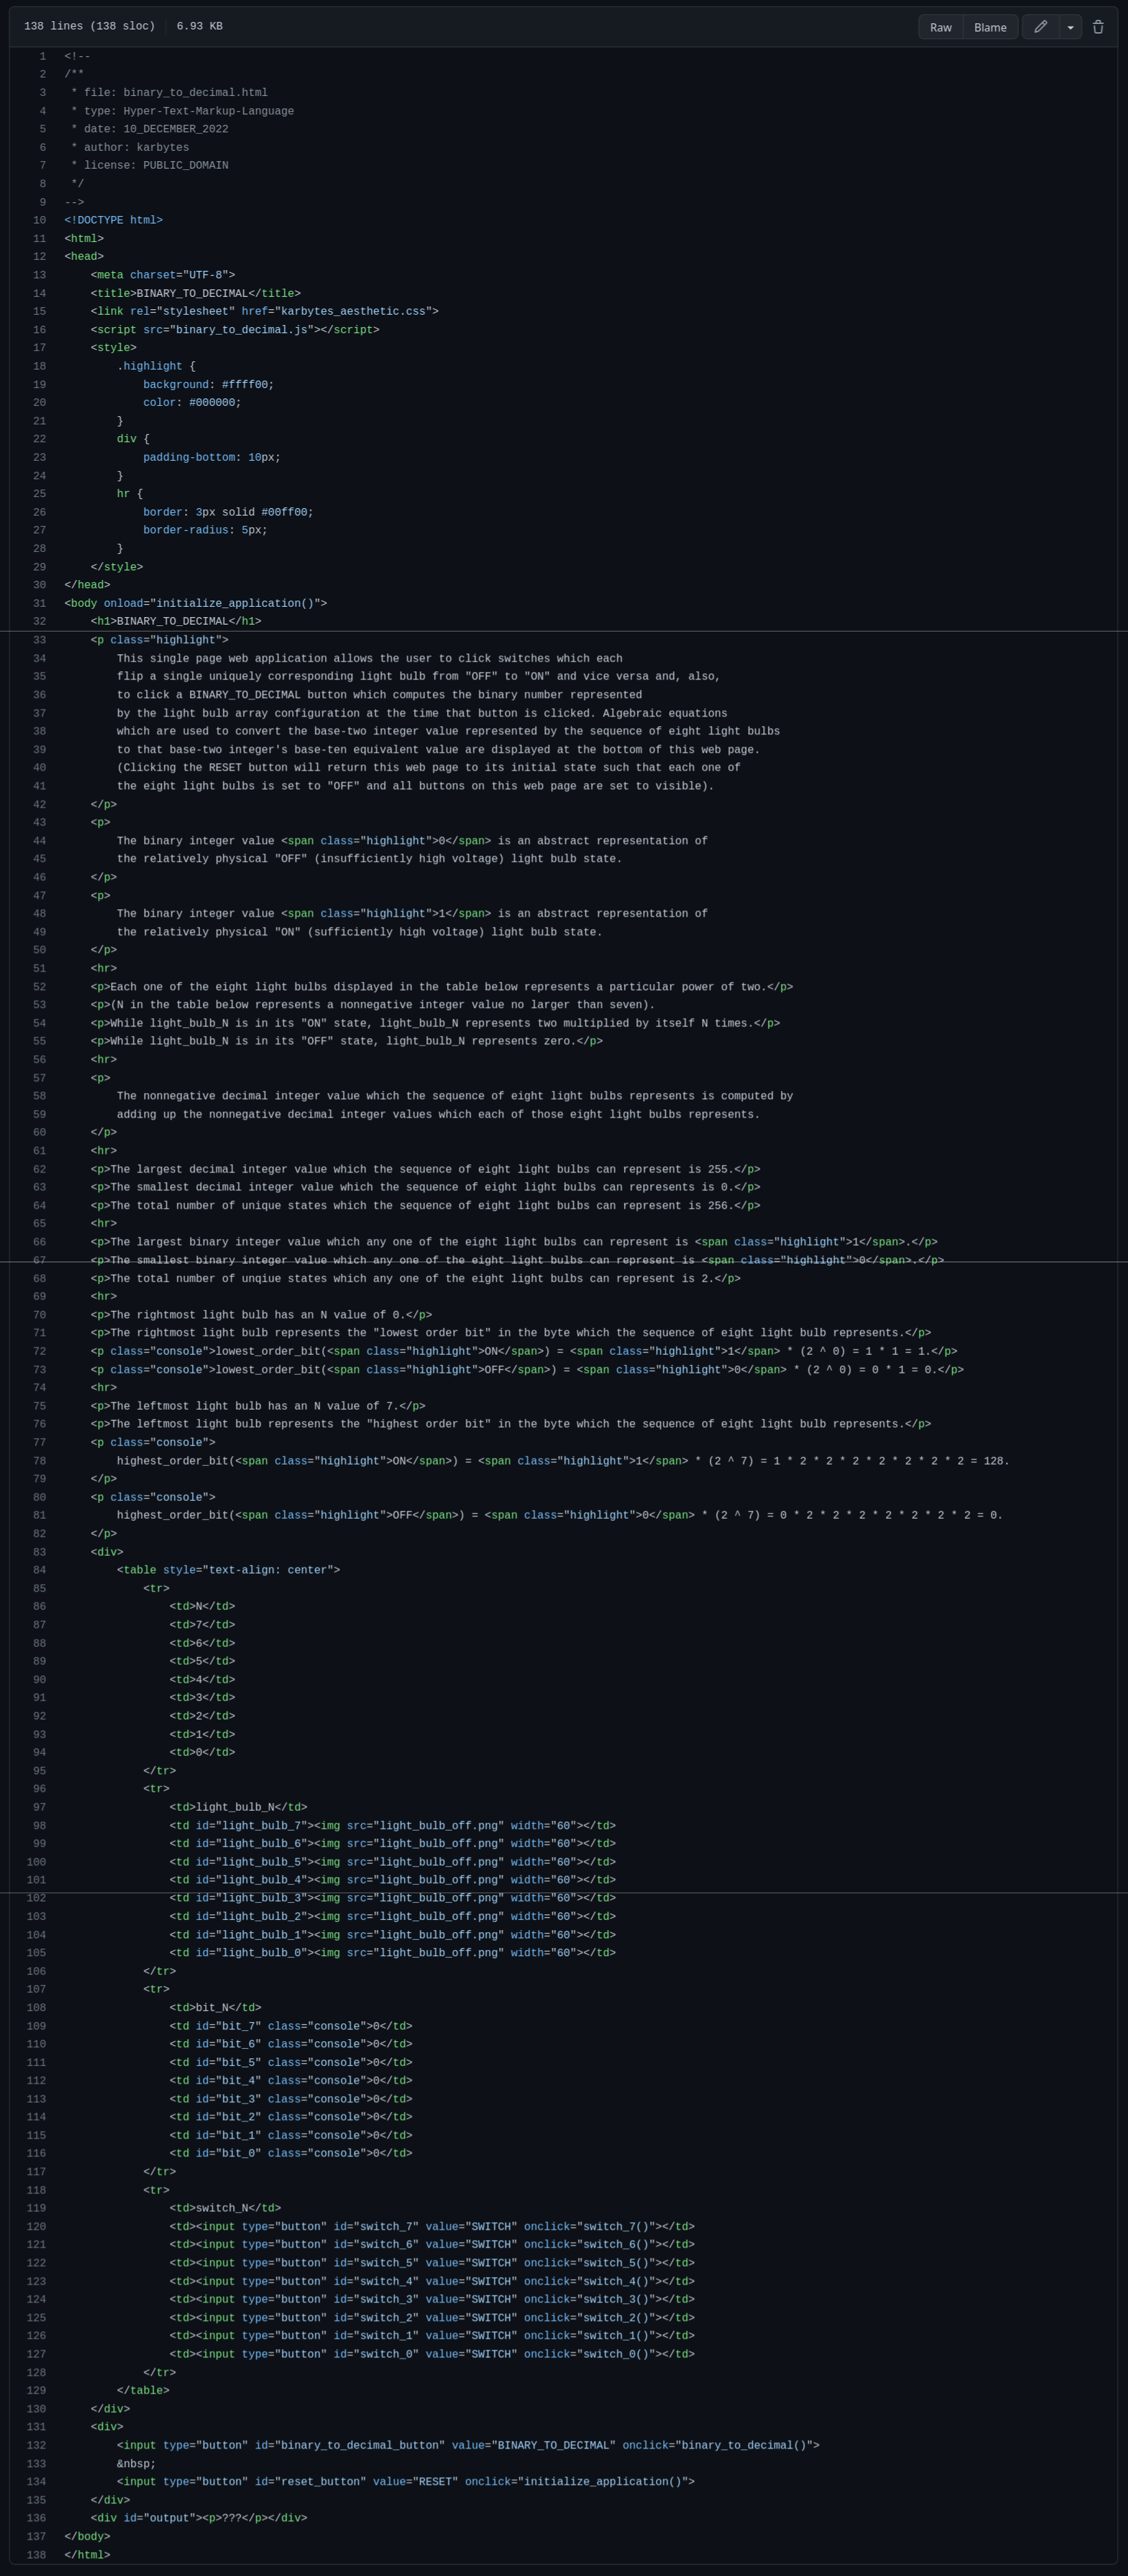 138 lines (138 sloc) 6.93 KB Raw Blame
1 <!--
2 /**
3  * file: binary_to_decimal.html
4  * type: Hyper-Text-Markup-Language
5  * date: 10_DECEMBER_2022
6  * author: karbytes
7  * license: PUBLIC_DOMAIN
8  */
9 -->
10 <!DOCTYPE html>
11 <html>
12 <head>
13     <meta charset="UTF-8">
14     <title>BINARY_TO_DECIMAL</title>
15     <link rel="stylesheet" href="karbytes_aesthetic.css">
16     <script src="binary_to_decimal.js"></script>
17     <style>
18         .highlight {
19             background: #ffff00;
20             color: #000000;
21         }
22         div {
23             padding-bottom: 10px;
24         }
25         hr {
26             border: 3px solid #00ff00;
27             border-radius: 5px;
28         }
29     </style>
30 </head>
31 <body onload="initialize_application()">
32     <h1>BINARY_TO_DECIMAL</h1>
33     <p class="highlight">
34         This single page web application allows the user to click switches which each
35         flip a single uniquely corresponding light bulb from "OFF" to "ON" and vice versa and, also,
36         to click a BINARY_TO_DECIMAL button which computes the binary number represented
37         by the light bulb array configuration at the time that button is clicked. Algebraic equations
38         which are used to convert the base-two integer value represented by the sequence of eight light bulbs
39         to that base-two integer's base-ten equivalent value are displayed at the bottom of this web page.
40         (Clicking the RESET button will return this web page to its initial state such that each one of
41         the eight light bulbs is set to "OFF" and all buttons on this web page are set to visible).
42     </p>
43     <p>
44         The binary integer value <span class="highlight">0</span> is an abstract representation of
45         the relatively physical "OFF" (insufficiently high voltage) light bulb state.
46     </p>
47     <p>
48         The binary integer value <span class="highlight">1</span> is an abstract representation of
49         the relatively physical "ON" (sufficiently high voltage) light bulb state.
50     </p>
51     <hr>
52     <p>Each one of the eight light bulbs displayed in the table below represents a particular power of two.</p>
53     <p>(N in the table below represents a nonnegative integer value no larger than seven).
54     <p>While light_bulb_N is in its "ON" state, light_bulb_N represents two multiplied by itself N times.</p>
55     <p>While light_bulb_N is in its "OFF" state, light_bulb_N represents zero.</p>
56     <hr>
57     <p>
58         The nonnegative decimal integer value which the sequence of eight light bulbs represents is computed by
59         adding up the nonnegative decimal integer values which each of those eight light bulbs represents.
60     </p>
61     <hr>
62     <p>The largest decimal integer value which the sequence of eight light bulbs can represent is 255.</p>
63     <p>The smallest decimal integer value which the sequence of eight light bulbs can represents is 0.</p>
64     <p>The total number of unique states which the sequence of eight light bulbs can represent is 256.</p>
65     <hr>
66     <p>The largest binary integer value which any one of the eight light bulbs can represent is <span class="highlight">1</span>.</p>
67     <p>The smallest binary integer value which any one of the eight light bulbs can represent is <span class="highlight">0</span>.</p>
68     <p>The total number of unqiue states which any one of the eight light bulbs can represent is 2.</p>
69     <hr>
70     <p>The rightmost light bulb has an N value of 0.</p>
71     <p>The rightmost light bulb represents the "lowest order bit" in the byte which the sequence of eight light bulb represents.</p>
72     <p class="console">lowest_order_bit(<span class="highlight">ON</span>) = <span class="highlight">1</span> * (2 ^ 0) = 1 * 1 = 1.</p>
73     <p class="console">lowest_order_bit(<span class="highlight">OFF</span>) = <span class="highlight">0</span> * (2 ^ 0) = 0 * 1 = 0.</p>
74     <hr>
75     <p>The leftmost light bulb has an N value of 7.</p>
76     <p>The leftmost light bulb represents the "highest order bit" in the byte which the sequence of eight light bulb represents.</p>
77     <p class="console">
78         highest_order_bit(<span class="highlight">ON</span>) = <span class="highlight">1</span> * (2 ^ 7) = 1 * 2 * 2 * 2 * 2 * 2 * 2 * 2 = 128.
79     </p>
80     <p class="console">
81         highest_order_bit(<span class="highlight">OFF</span>) = <span class="highlight">0</span> * (2 ^ 7) = 0 * 2 * 2 * 2 * 2 * 2 * 2 * 2 = 0.
82     </p>
83     <div>
84         <table style="text-align: center">
85             <tr>
86                 <td>N</td>
87                 <td>7</td>
88                 <td>6</td>
89                 <td>5</td>
90                 <td>4</td>
91                 <td>3</td>
92                 <td>2</td>
93                 <td>1</td>
94                 <td>0</td>
95             </tr>
96             <tr>
97                 <td>light_bulb_N</td>
98                 <td id="light_bulb_7"><img src="light_bulb_off.png" width="60"></td>
99                 <td id="light_bulb_6"><img src="light_bulb_off.png" width="60"></td>
100                 <td id="light_bulb_5"><img src="light_bulb_off.png" width="60"></td>
101                 <td id="light_bulb_4"><img src="light_bulb_off.png" width="60"></td>
102                 <td id="light_bulb_3"><img src="light_bulb_off.png" width="60"></td>
103                 <td id="light_bulb_2"><img src="light_bulb_off.png" width="60"></td>
104                 <td id="light_bulb_1"><img src="light_bulb_off.png" width="60"></td>
105                 <td id="light_bulb_0"><img src="light_bulb_off.png" width="60"></td>
106             </tr>
107             <tr>
108                 <td>bit_N</td>
109                 <td id="bit_7" class="console">0</td>
110                 <td id="bit_6" class="console">0</td>
111                 <td id="bit_5" class="console">0</td>
112                 <td id="bit_4" class="console">0</td>
113                 <td id="bit_3" class="console">0</td>
114                 <td id="bit_2" class="console">0</td>
115                 <td id="bit_1" class="console">0</td>
116                 <td id="bit_0" class="console">0</td>
117             </tr>
118             <tr>
119                 <td>switch_N</td>
120                 <td><input type="button" id="switch_7" value="SWITCH" onclick="switch_7()"></td>
121                 <td><input type="button" id="switch_6" value="SWITCH" onclick="switch_6()"></td>
122                 <td><input type="button" id="switch_5" value="SWITCH" onclick="switch_5()"></td>
123                 <td><input type="button" id="switch_4" value="SWITCH" onclick="switch_4()"></td>
124                 <td><input type="button" id="switch_3" value="SWITCH" onclick="switch_3()"></td>
125                 <td><input type="button" id="switch_2" value="SWITCH" onclick="switch_2()"></td>
126                 <td><input type="button" id="switch_1" value="SWITCH" onclick="switch_1()"></td>
127                 <td><input type="button" id="switch_0" value="SWITCH" onclick="switch_0()"></td>
128             </tr>
129         </table>
130     </div>
131     <div>
132         <input type="button" id="binary_to_decimal_button" value="BINARY_TO_DECIMAL" onclick="binary_to_decimal()">
133         &nbsp;
134         <input type="button" id="reset_button" value="RESET" onclick="initialize_application()">
135     </div>
136     <div id="output"><p>???</p></div>
137 </body>
138 </html>